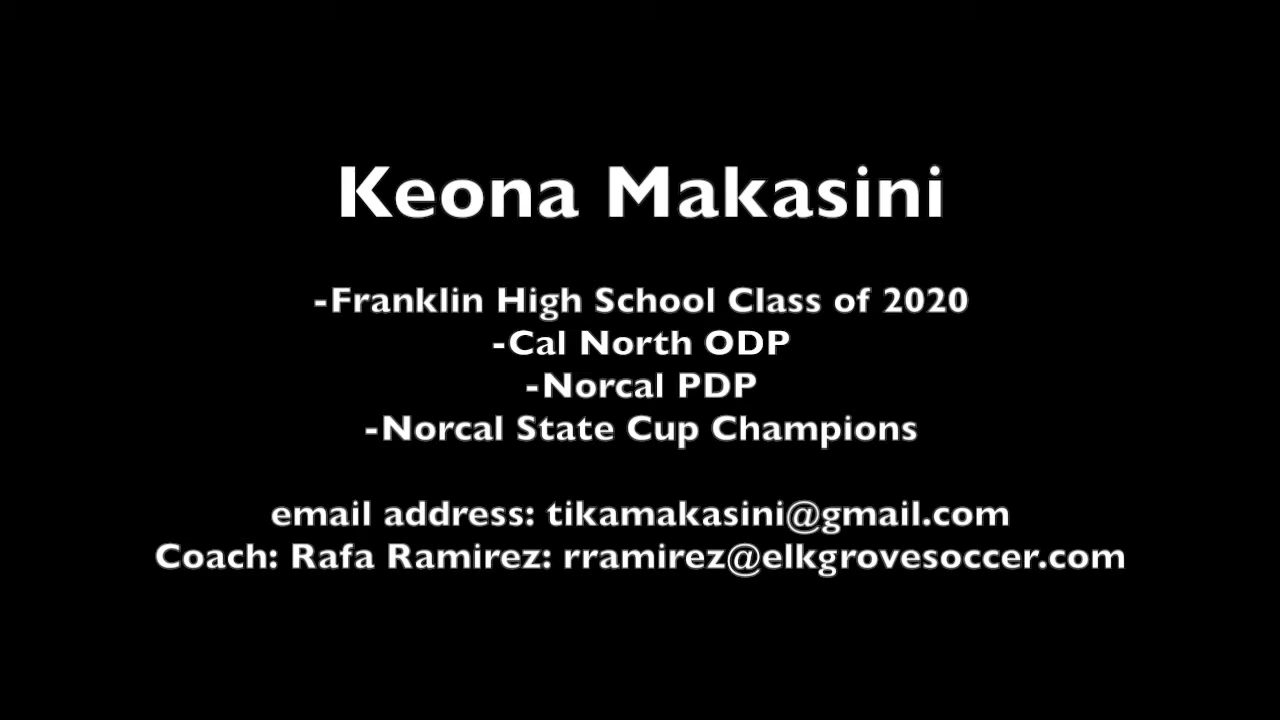 Keona Makasini
-Franklin High School Class of 2020
-Cal North ODP
-Norcal PDP
-Norcal State Cup Champions
email address: tikamakasini@gmail.com
Coach: Rafa Ramirez: rramirez@elkgrovesoccer.com